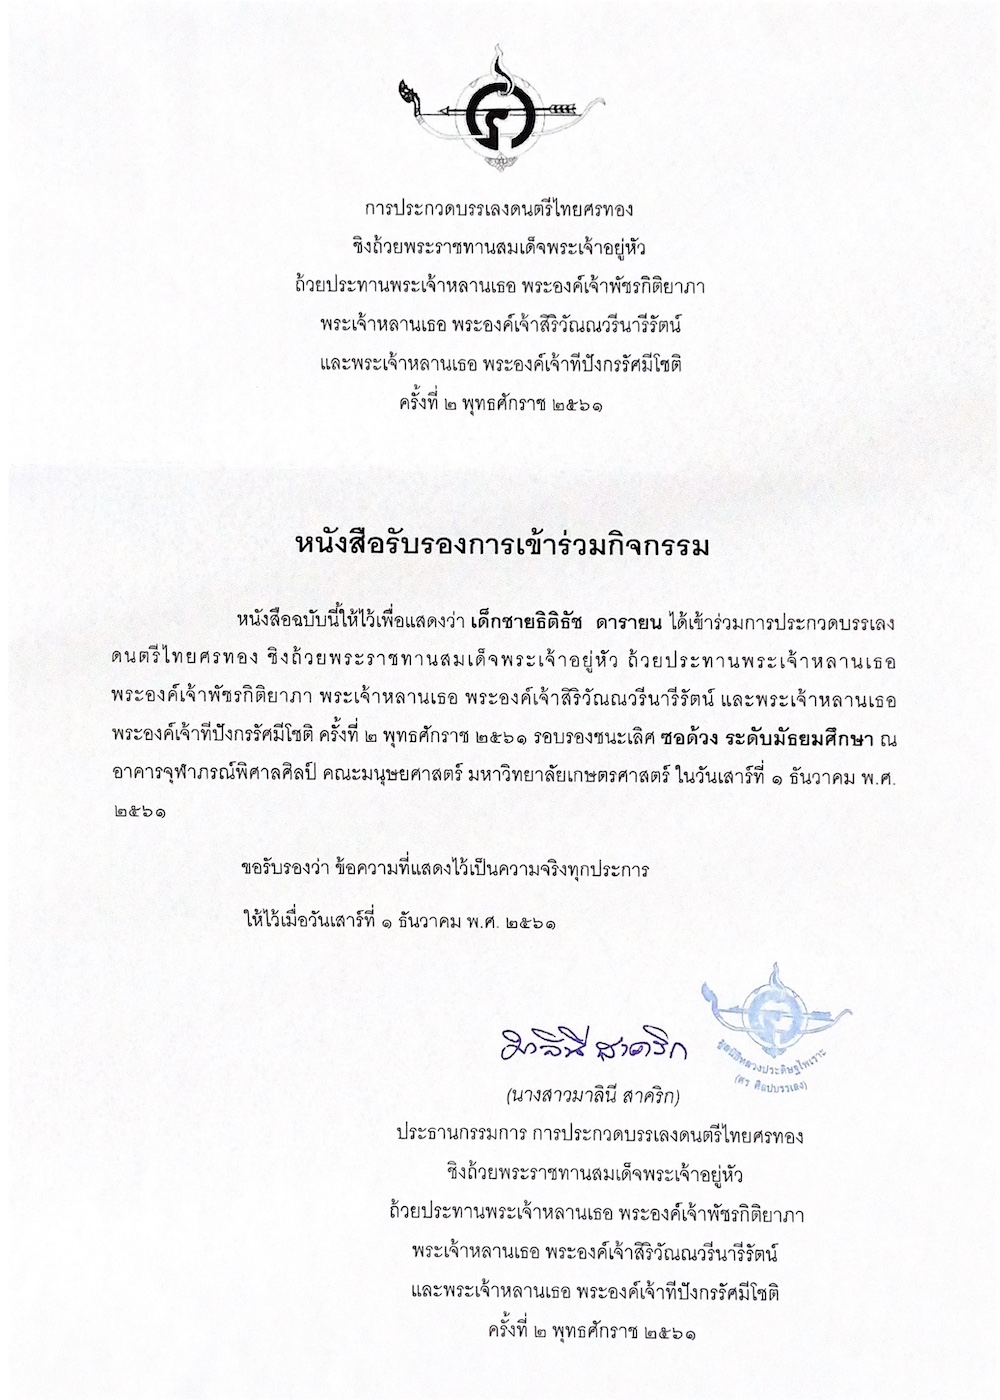 การประกวดบรรเลงดนตรีไทยศรทอง
ชิงถ้วยพระราชทานสมเด็จพระเจ้าอยู่หัว
ถ้วยประทานพระเจ้าหลานเธอ พระองค์เจ้าพัชรกิติยาภา
พระเจ้าหลานเธอ พระองค์เจ้าสิริวัณณวรีนารีรัตน์
และพระเจ้าหลานเธอ พระองค์เจ้าทีปังกรรัศมีโชติ
ครั้งที่ ๒ พุทธศักราช ๒๕๖๑
หนังสือรับรองการเข้าร่วมกิจกรรม
หนังสือฉบับนี้ให้ไว้เพื่อแสดงว่า เด็กชายธิติธัช ดารายน ได้เข้าร่วมการประกวดบรรเลง
ดนตรีไทยศรทอง ชิงถ้วยพระราชทานสมเด็จพระเจ้าอยู่หัว ถ้วยประทานพระเจ้าหลานเธอ
พระองค์เจ้าพัชรกิติยาภา พระเจ้าหลานเธอ พระองค์เจ้าสิริวัณณวรีนารีรัตน์ และพระเจ้าหลานเธอ
พระองค์เจ้าทีปังกรรัศมีโชติ ครั้งที่ ๒ พุทธศักราช ๒๕๖๑ รอบรองชนะเลิศ ซอด้วง ระดับมัธยมศึกษา ณ
อาคารจุฬาภรณ์พิศาลศิลป์ คณะมนุษยศาสตร์ มหาวิทยาลัยเกษตรศาสตร์ ในวันเสาร์ที่ ๑ ธันวาคม พ.ศ.
๒๕๖๑
ขอรับรองว่า ข้อความที่แสดงไว้เป็นความจริงทุกประการ
ให้ไว้เมื่อวันเสาร์ที่ ๑ ธันวาคม พ.ศ. ๒๕๖๑
มาลินี สาคริก
มูลนิธิหลวงประดิษฐไพเราะ
(ศร ศิลปบรรเลง)
(นางสาวมาลินี สาคริก)
ประธานกรรมการ การประกวดบรรเลงดนตรีไทยศรทอง
ชิงถ้วยพระราชทานสมเด็จพระเจ้าอยู่หัว
ถ้วยประทานพระเจ้าหลานเธอ พระองค์เจ้าพัชรกิติยาภา
พระเจ้าหลานเธอ พระองค์เจ้าสิริวัณณวรีนารีรัตน์
และพระเจ้าหลานเธอ พระองค์เจ้าทีปังกรรัศมีโชติ
ครั้งที่ ๒ พุทธศักราช ๒๕๖๑